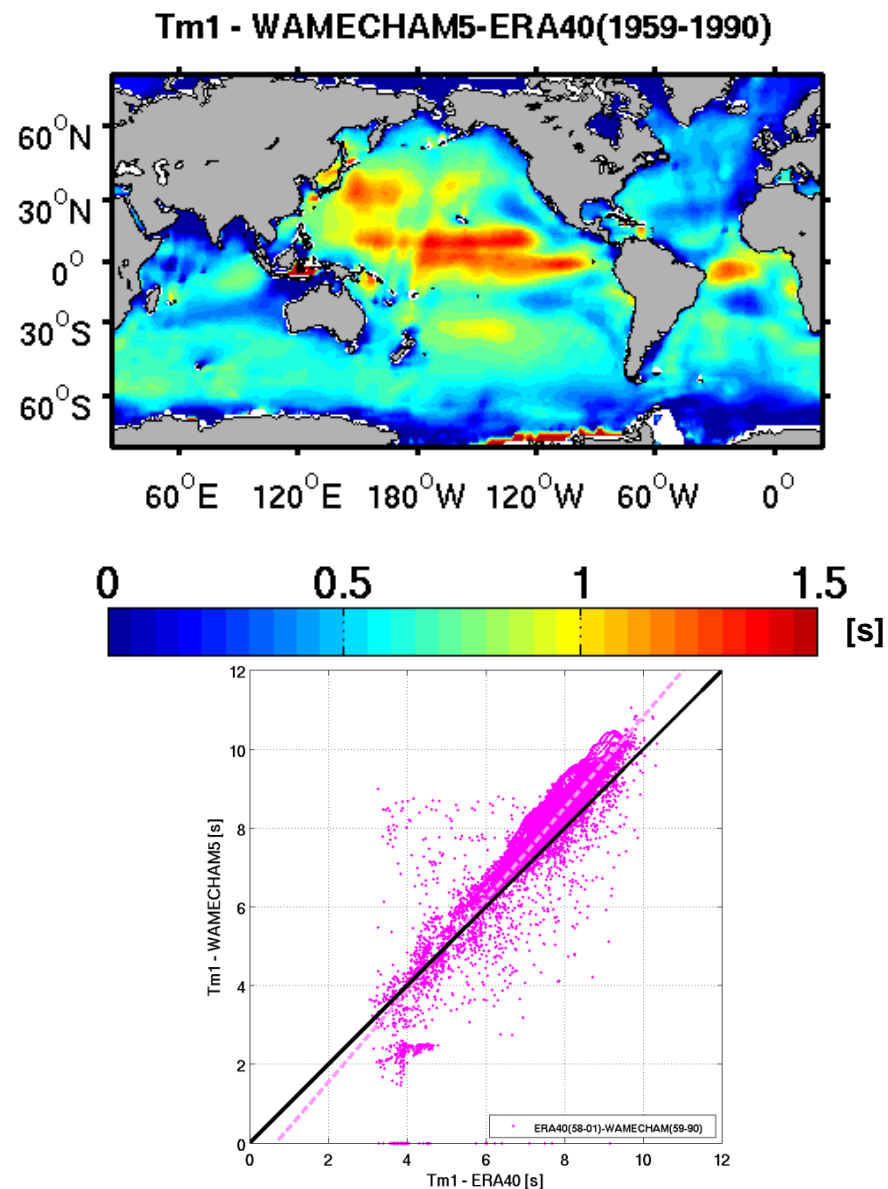 Tm1 - WAMECHAM5-ERA40(1959-1990)
60°N
30°N
0°
30°S
60°S
60°E 120°E 180°W 120°W 60°W 0°
0 0.5 1 1.5
[s]
12
10
8
6
4
2
0
Tm1 - WAMECHAM5 [s]
ERA40(58-01)-WAMECHAM(59-90)
0 2 4 6 8 10 12
Tm1 - ERA40 [s]